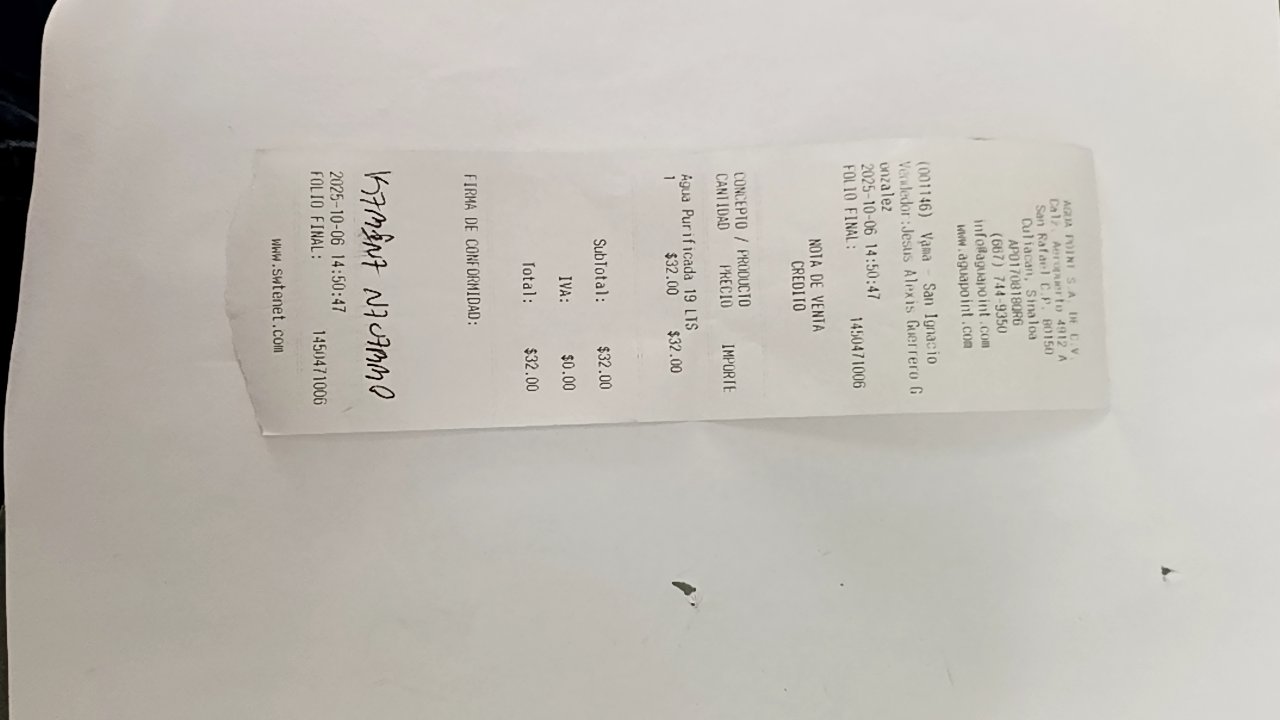 AGUA POINT S.A. DE C.V.
Calz. Aeropuerto 4912 A
San Rafael C.P. 80150
Culiacan, Sinaloa
APO170818QR6
(667) 744-9350
info@aguapoint.com
www.aguapoint.com
(001146) Vama - San Ignacio
Vendedor:Jesus Alexis Guerrero G
onzalez
2025-10-06 14:50:47
FOLIO FINAL: 1450471006
NOTA DE VENTA
CREDITO
CONCEPTO / PRODUCTO
CANTIDAD PRECIO IMPORTE
Agua Purificada 19 LTS
1 $32.00 $32.00
SubTotal: $32.00
IVA: $0.00
Total: $32.00
FIRMA DE CONFORMIDAD:
2025-10-06 14:50:47
FOLIO FINAL: 1450471006
www.swtenet.com